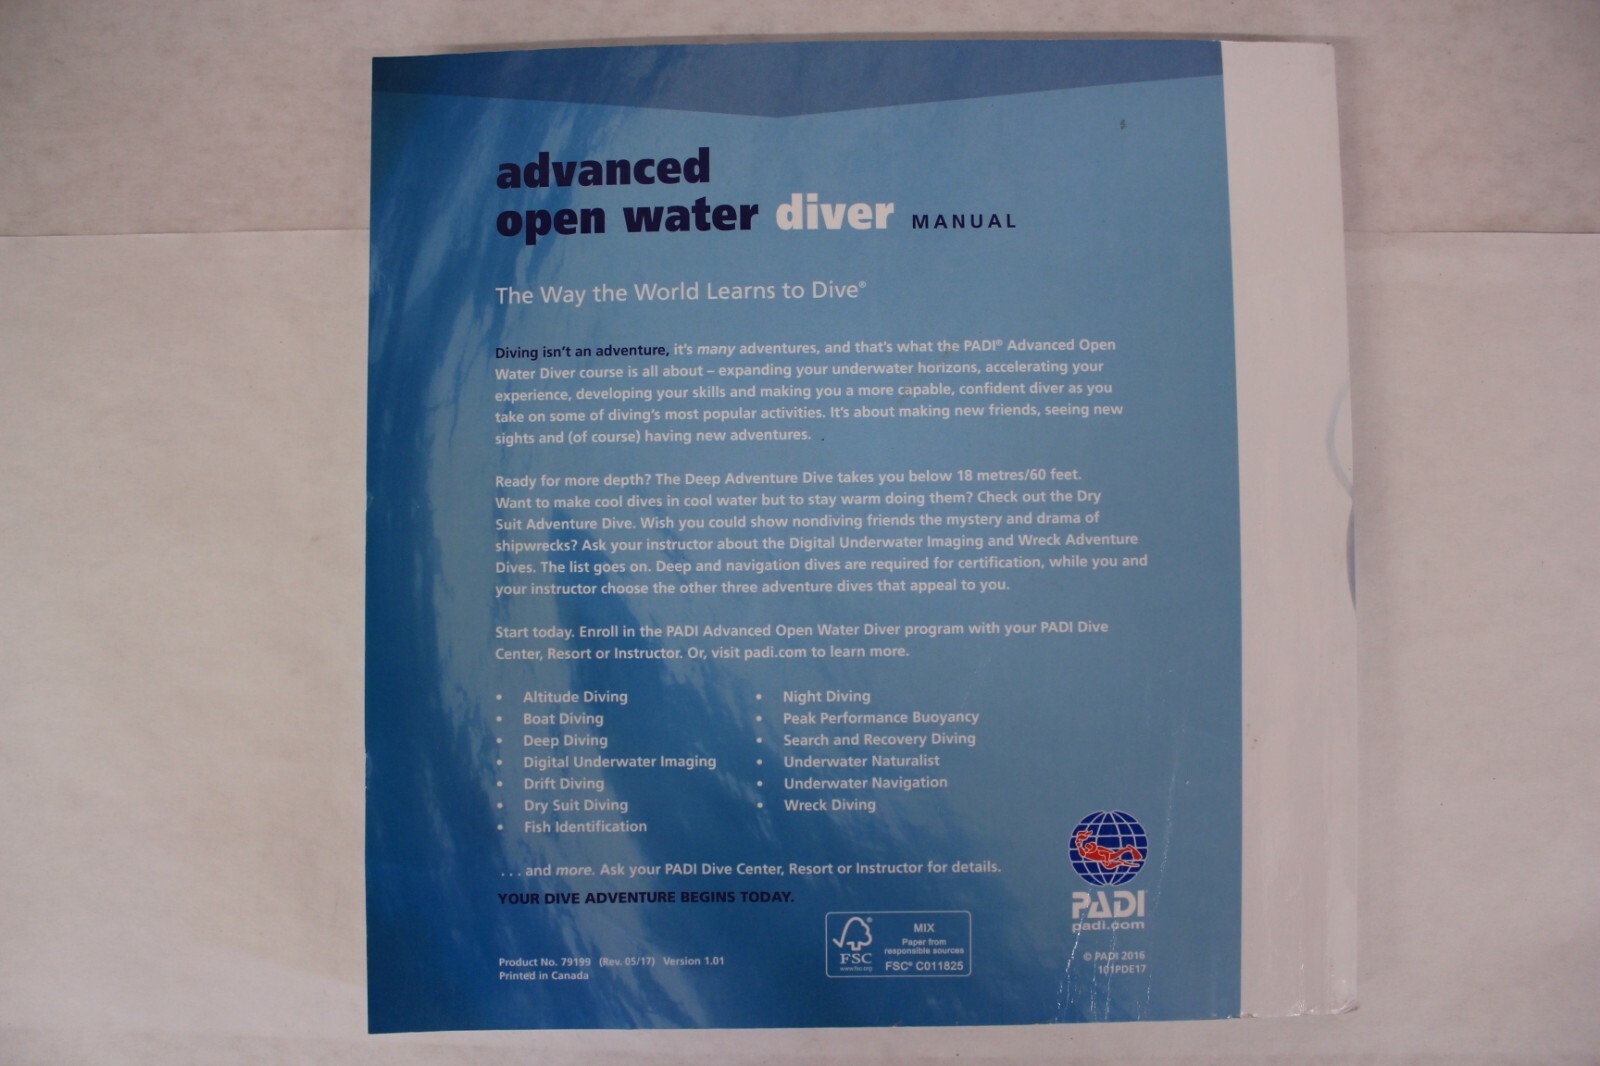 advanced
open water diver MANUAL
The Way the World Learns to Dive®
Diving isn't an adventure, it's many adventures, and that's what the PADI® Advanced Open
Water Diver course is all about – expanding your underwater horizons, accelerating your
experience, developing your skills and making you a more capable, confident diver as you
take on some of diving's most popular activities. It's about making new friends, seeing new
sights and (of course) having new adventures.
Ready for more depth? The Deep Adventure Dive takes you below 18 metres/60 feet.
Want to make cool dives in cool water but to stay warm doing them? Check out the Dry
Suit Adventure Dive. Wish you could show nondiving friends the mystery and drama of
shipwrecks? Ask your instructor about the Digital Underwater Imaging and Wreck Adventure
Dives. The list goes on. Deep and navigation dives are required for certification, while you and
your instructor choose the other three adventure dives that appeal to you.
Start today. Enroll in the PADI Advanced Open Water Diver program with your PADI Dive
Center, Resort or Instructor. Or, visit padi.com to learn more.
• Altitude Diving
• Boat Diving
• Deep Diving
• Digital Underwater Imaging
• Drift Diving
• Dry Suit Diving
• Fish Identification
• Night Diving
• Peak Performance Buoyancy
• Search and Recovery Diving
• Underwater Naturalist
• Underwater Navigation
• Wreck Diving
. . . and more. Ask your PADI Dive Center, Resort or Instructor for details.
YOUR DIVE ADVENTURE BEGINS TODAY.
PADI
padi.com
FSC
www.fsc.org
MIX
Paper from
responsible sources
FSC® C011825
Product No. 79199 (Rev. 05/17) Version 1.01
Printed in Canada
© PADI 2016
101PDE17